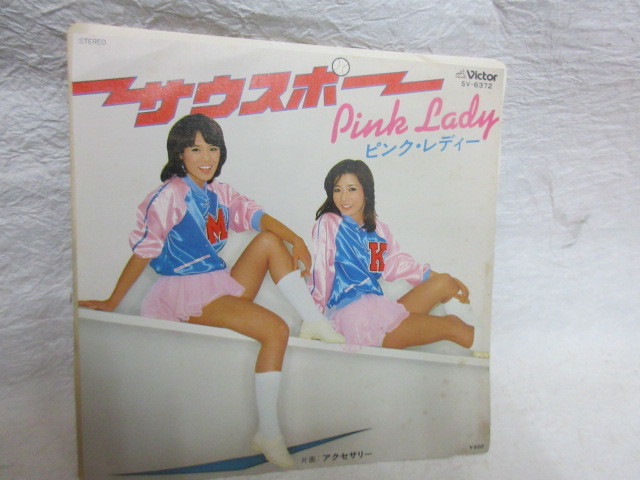 STEREO
Victor
SV-6372
サウスポー
Pink Lady
ピンク・レディー
M
K
片面：アクセサリー